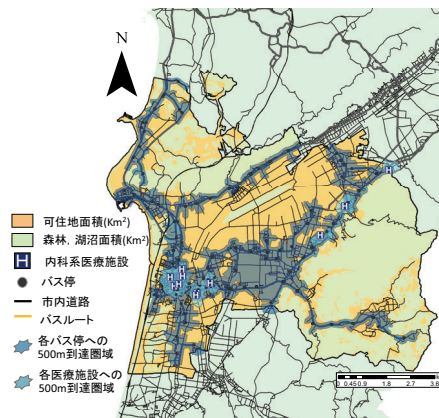 N
H
H
H
H
H
H
H
H
可住地面積(Km²)
森林, 湖沼面積(Km²)
H 内科系医療施設
バス停
市内道路
バスルート
各バス停への
500m到達圏域
各医療施設への
500m到達圏域
0 0.45 0.9 1.8 2.7 3.6